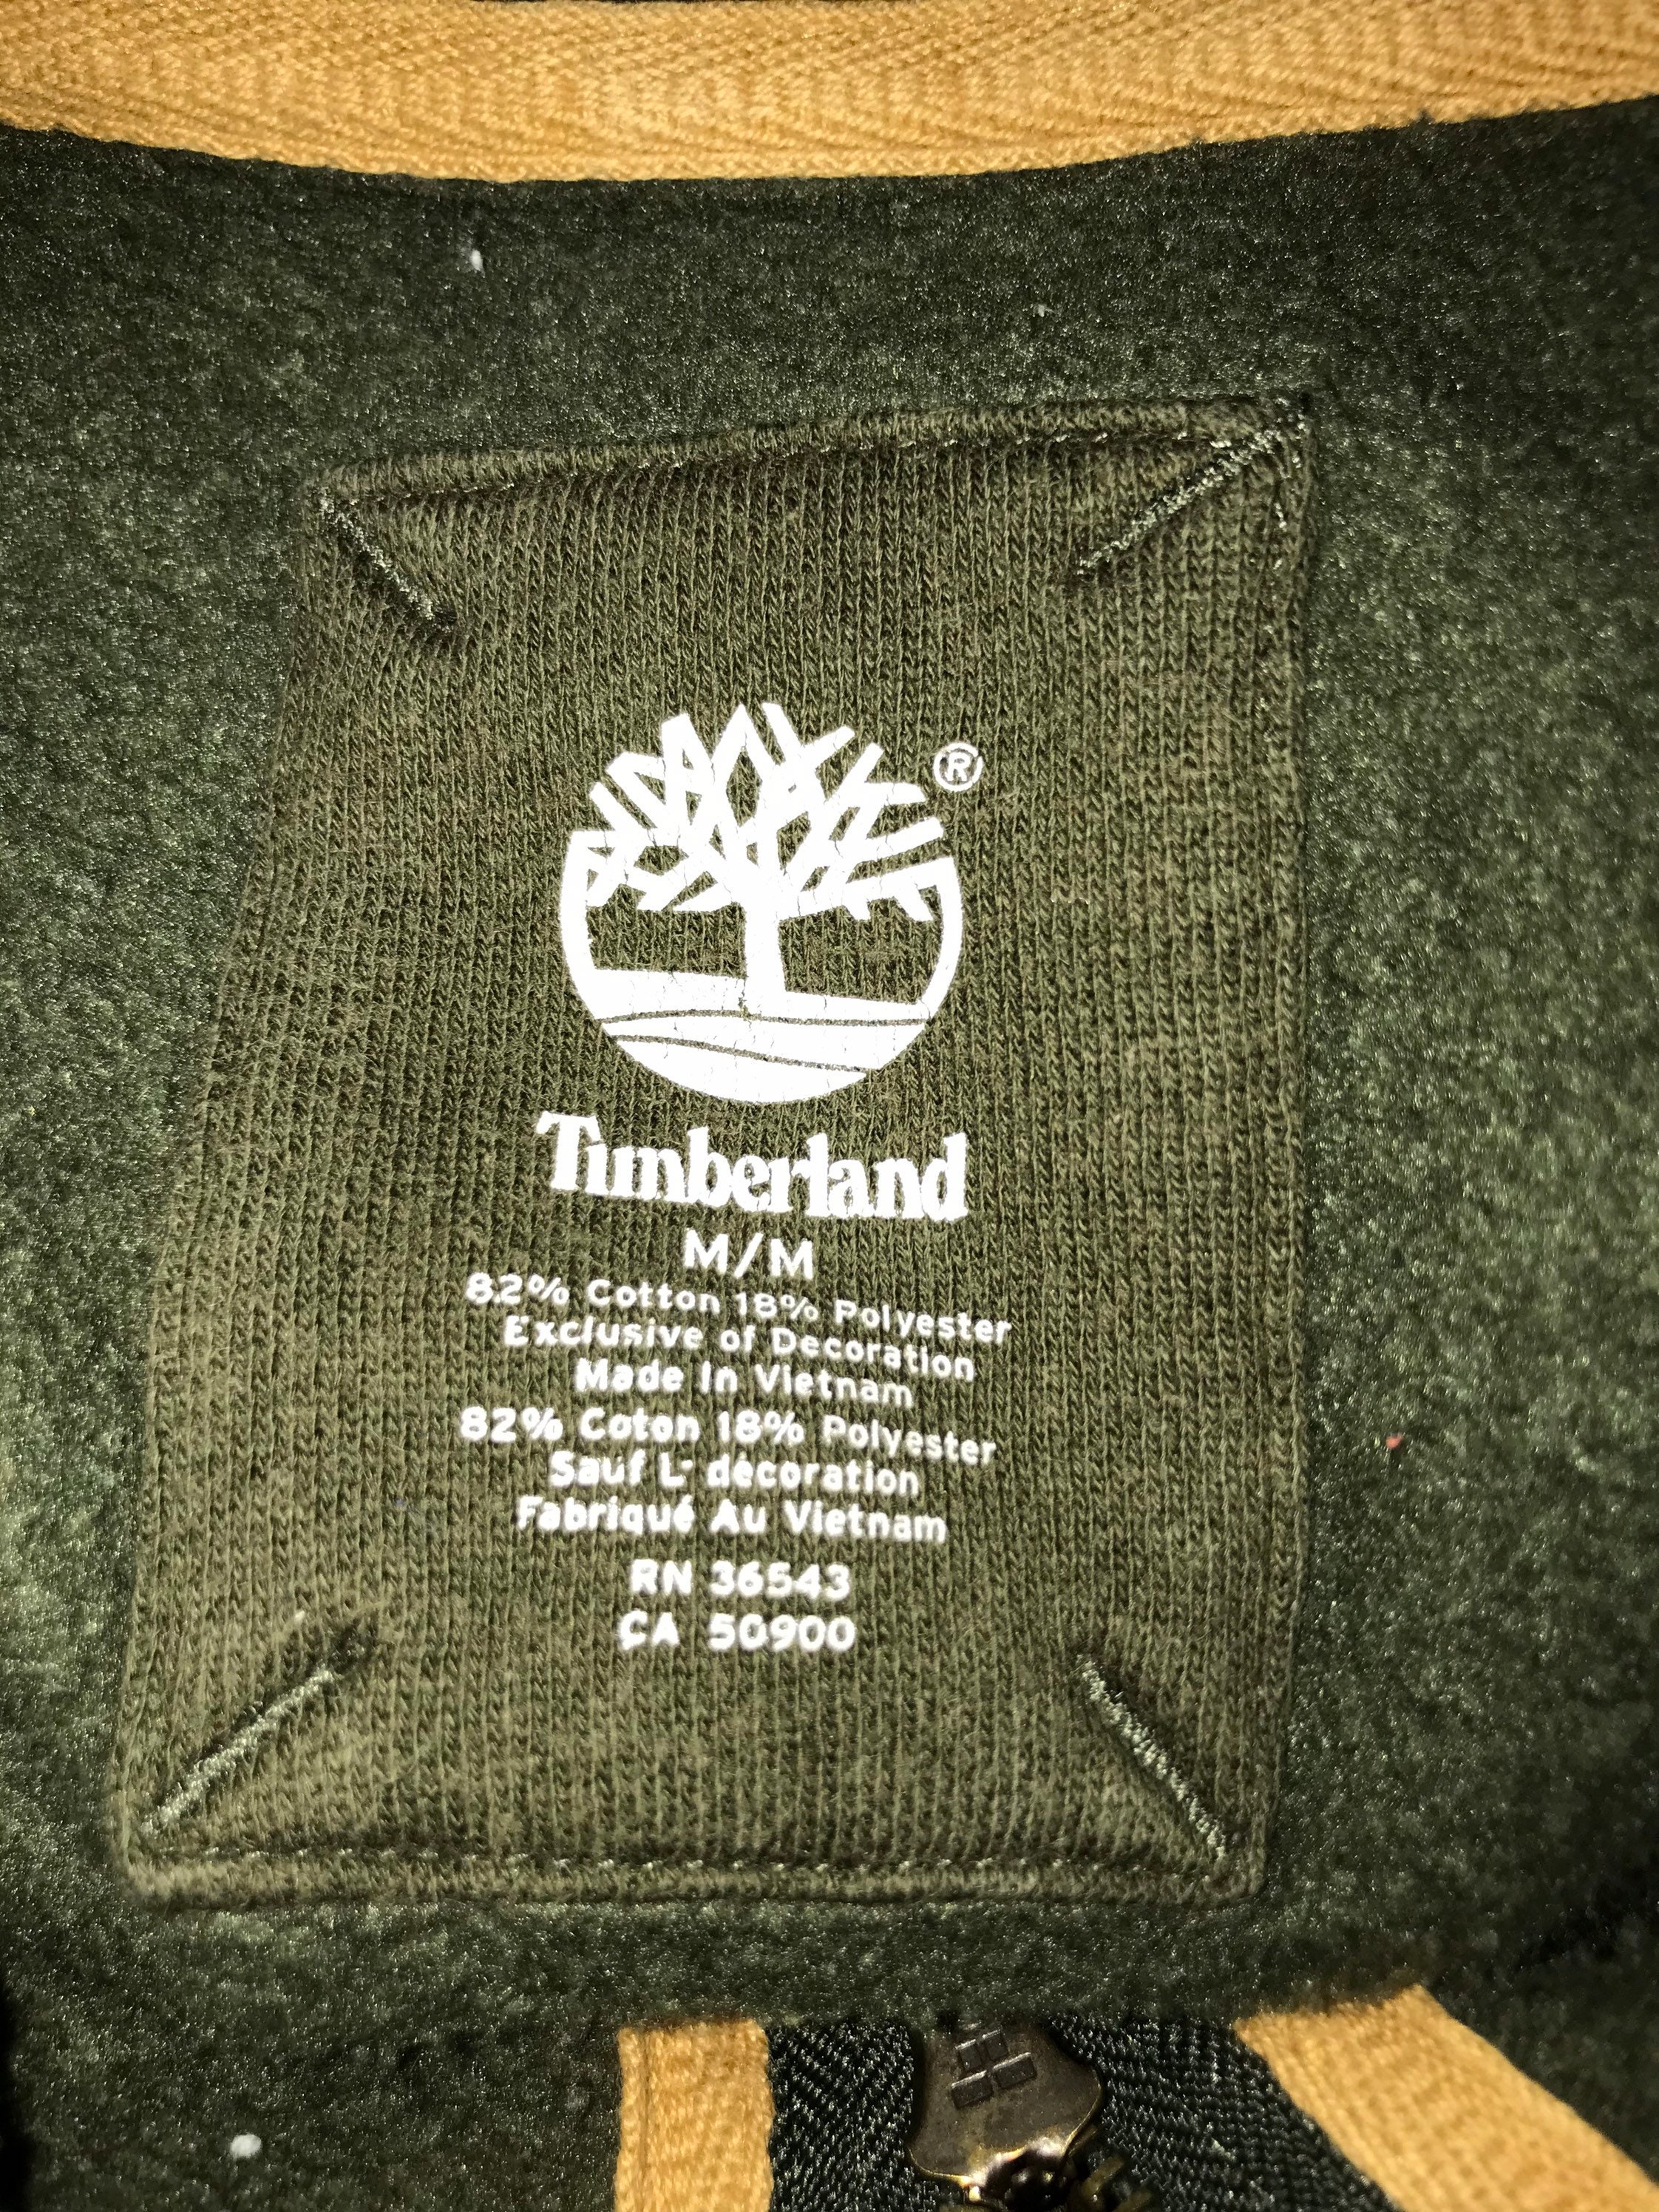 ®
Timberland
M/M
82% Cotton 18% Polyester
Exclusive of Decoration
Made In Vietnam
82% Coton 18% Polyester
Sauf L' décoration
Fabriqué Au Vietnam
RN 36543
CA 50900